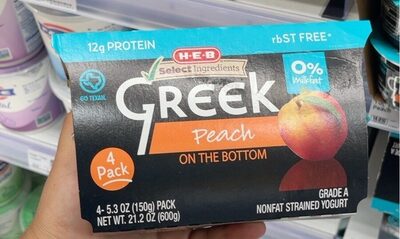 12g PROTEIN
H-E-B
rbST FREE*
Select Ingredients
GO TEXAN
GREEK
0%
Milkfat
Peach
ON THE BOTTOM
4
Pack
4- 5.3 OZ (150g) PACK
NET WT. 21.2 OZ (600g)
GRADE A
NONFAT STRAINED YOGURT